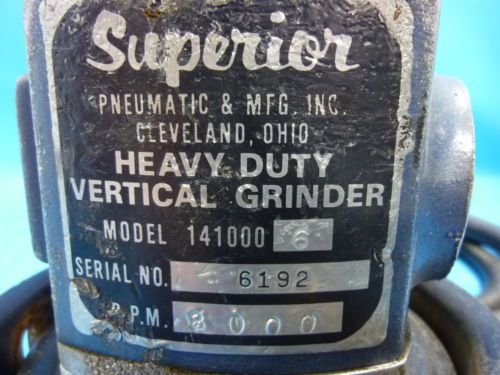 Superior
PNEUMATIC & MFG. INC.
CLEVELAND, OHIO
HEAVY DUTY
VERTICAL GRINDER
MODEL 141000 6
SERIAL NO. 6192
R.P.M. 8000